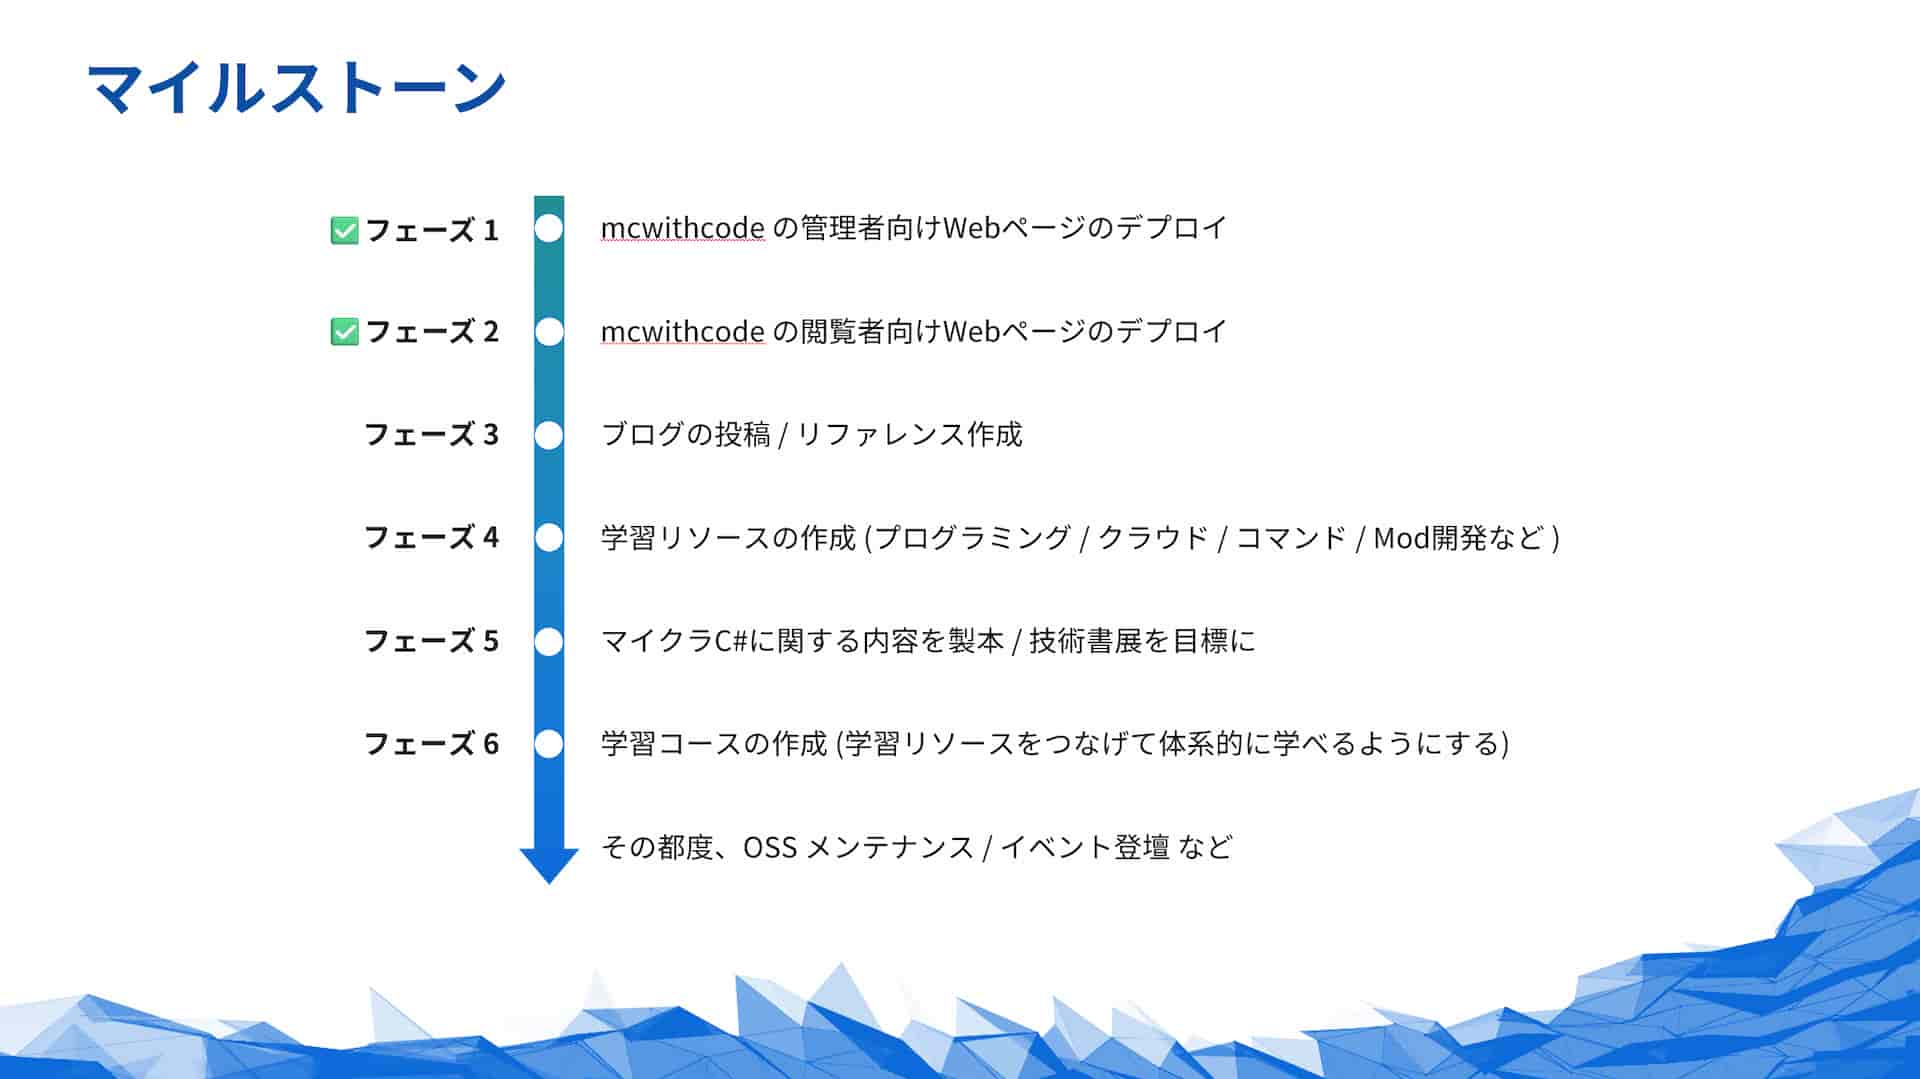 マイルストーン
✅ フェーズ 1 mcwithcode の管理者向けWebページのデプロイ
✅ フェーズ 2 mcwithcode の閲覧者向けWebページのデプロイ
フェーズ 3 ブログの投稿 / リファレンス作成
フェーズ 4 学習リソースの作成 (プログラミング / クラウド / コマンド / Mod開発など )
フェーズ 5 マイクラC#に関する内容を製本 / 技術書展を目標に
フェーズ 6 学習コースの作成 (学習リソースをつなげて体系的に学べるようにする)
その都度、OSS メンテナンス / イベント登壇 など